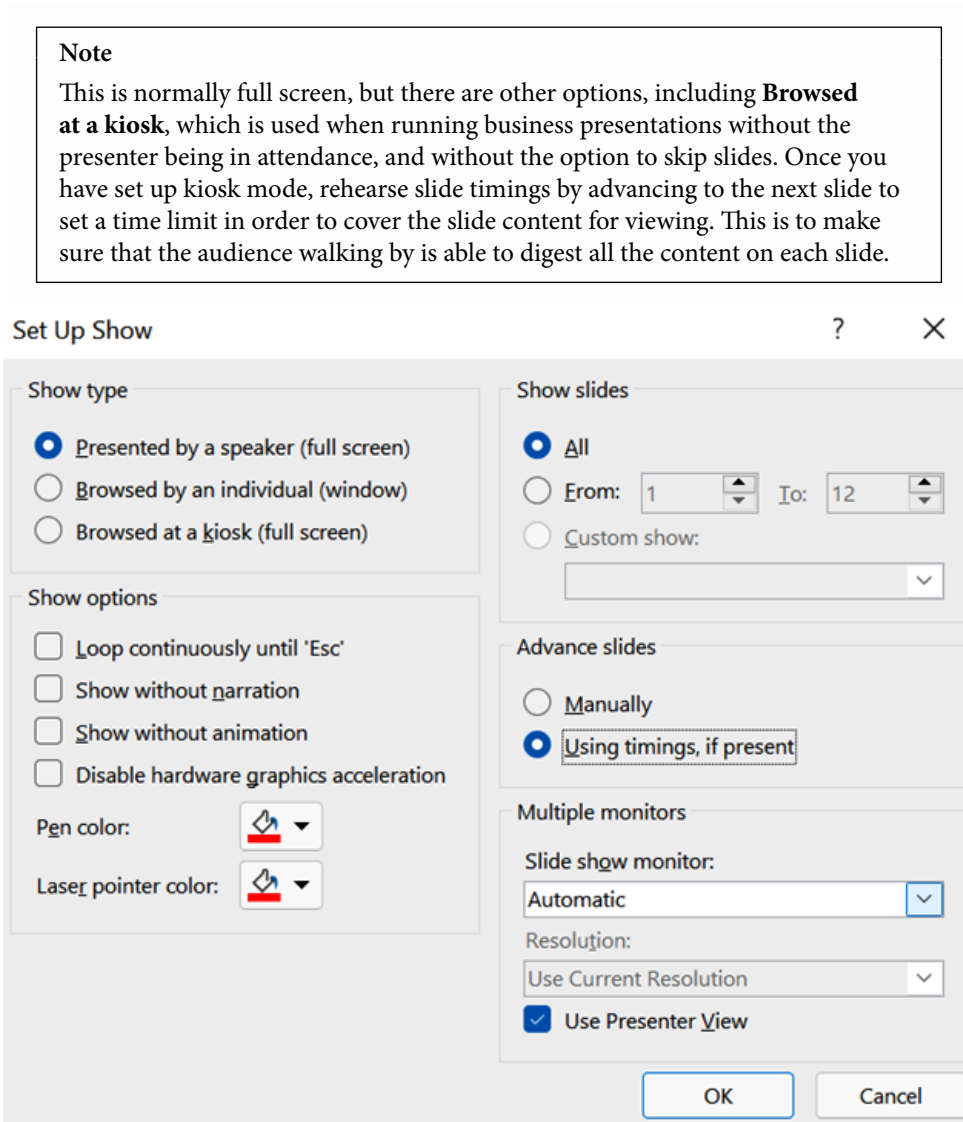 Note
This is normally full screen, but there are other options, including Browsed
at a kiosk, which is used when running business presentations without the
presenter being in attendance, and without the option to skip slides. Once you
have set up kiosk mode, rehearse slide timings by advancing to the next slide to
set a time limit in order to cover the slide content for viewing. This is to make
sure that the audience walking by is able to digest all the content on each slide.
Set Up Show ?
Show type
Presented by a speaker (full screen)
Browsed by an individual (window)
Browsed at a kiosk (full screen)
Show options
Loop continuously until 'Esc'
Show without narration
Show without animation
Disable hardware graphics acceleration
Pen color:
Laser pointer color:
Show slides
All
From: 1 To: 12
Custom show:
Advance slides
Manually
Using timings, if present
Multiple monitors
Slide show monitor:
Automatic
Resolution:
Use Current Resolution
Use Presenter View
OK Cancel